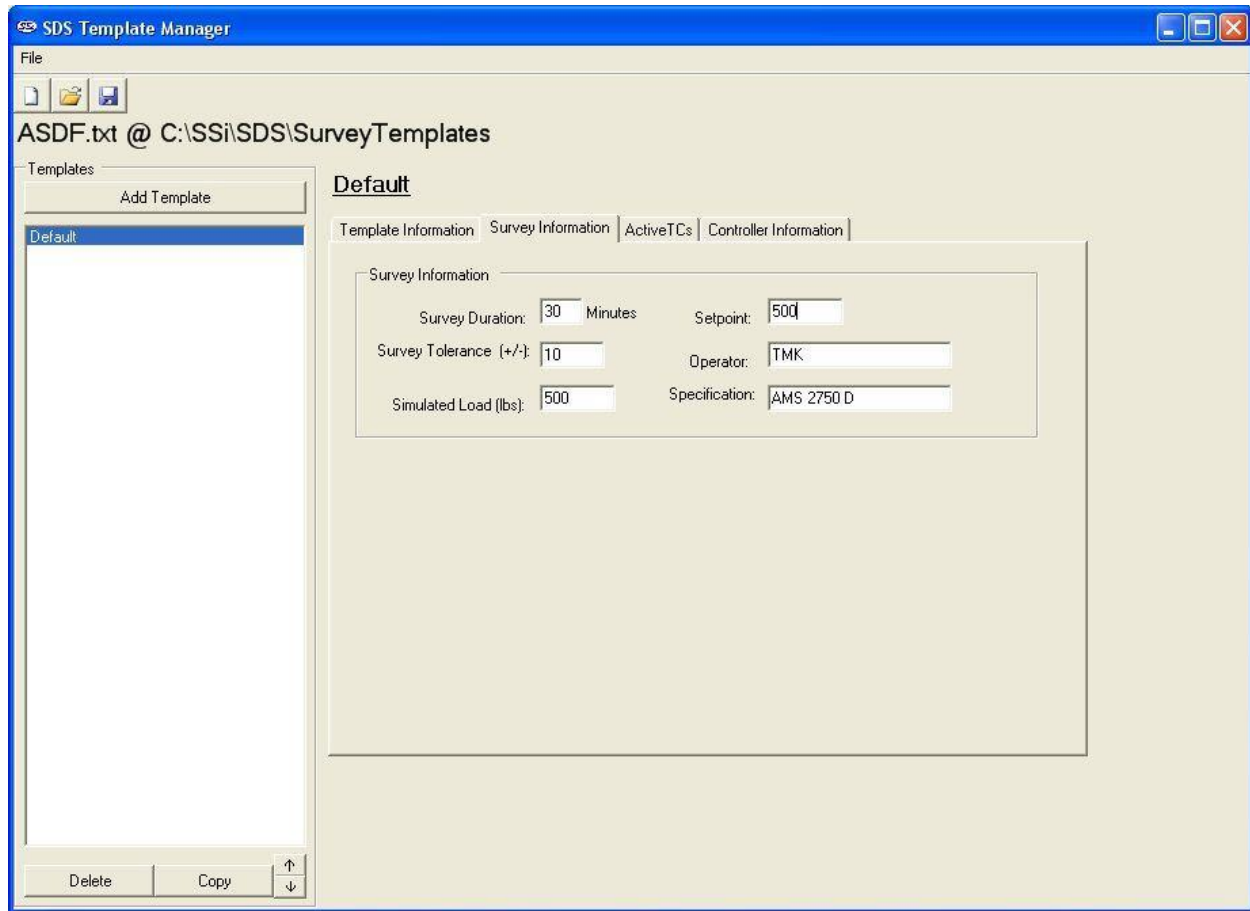 SDS Template Manager
File
ASDF.txt @ C:\SSi\SDS\SurveyTemplates
Templates
Add Template
Default
Delete
Copy
Default
Template Information
Survey Information
ActiveTCs
Controller Information
Survey Information
Survey Duration: 30 Minutes
Setpoint: 500
Survey Tolerance (+/-): 10
Operator: TMK
Simulated Load (lbs): 500
Specification: AMS 2750 D